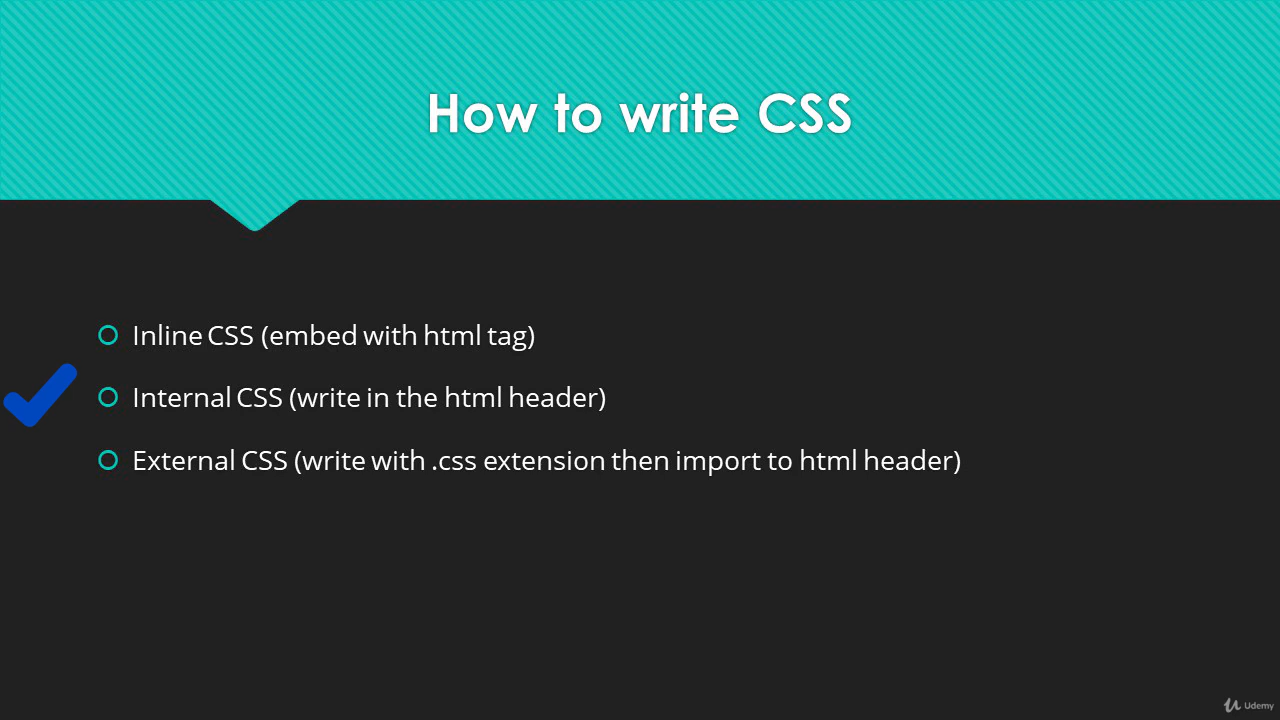 How to write CSS
Inline CSS (embed with html tag)
Internal CSS (write in the html header)
External CSS (write with .css extension then import to html header)
Udemy